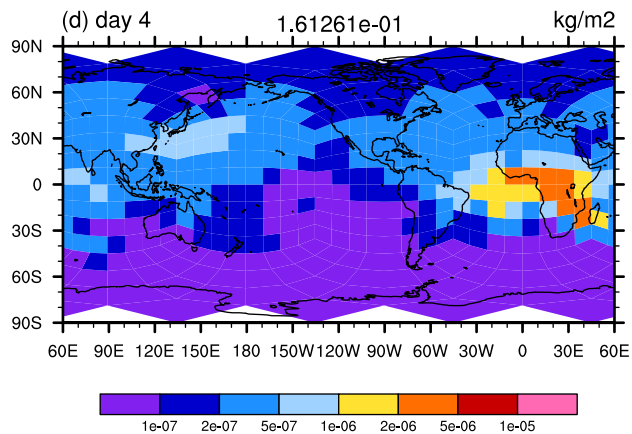 (d) day 4 1.61261e-01 kg/m2
90N
60N
30N
0
30S
60S
90S
60E 90E 120E 150E 180 150W 120W 90W 60W 30W 0 30E 60E
1e-07 2e-07 5e-07 1e-06 2e-06 5e-06 1e-05